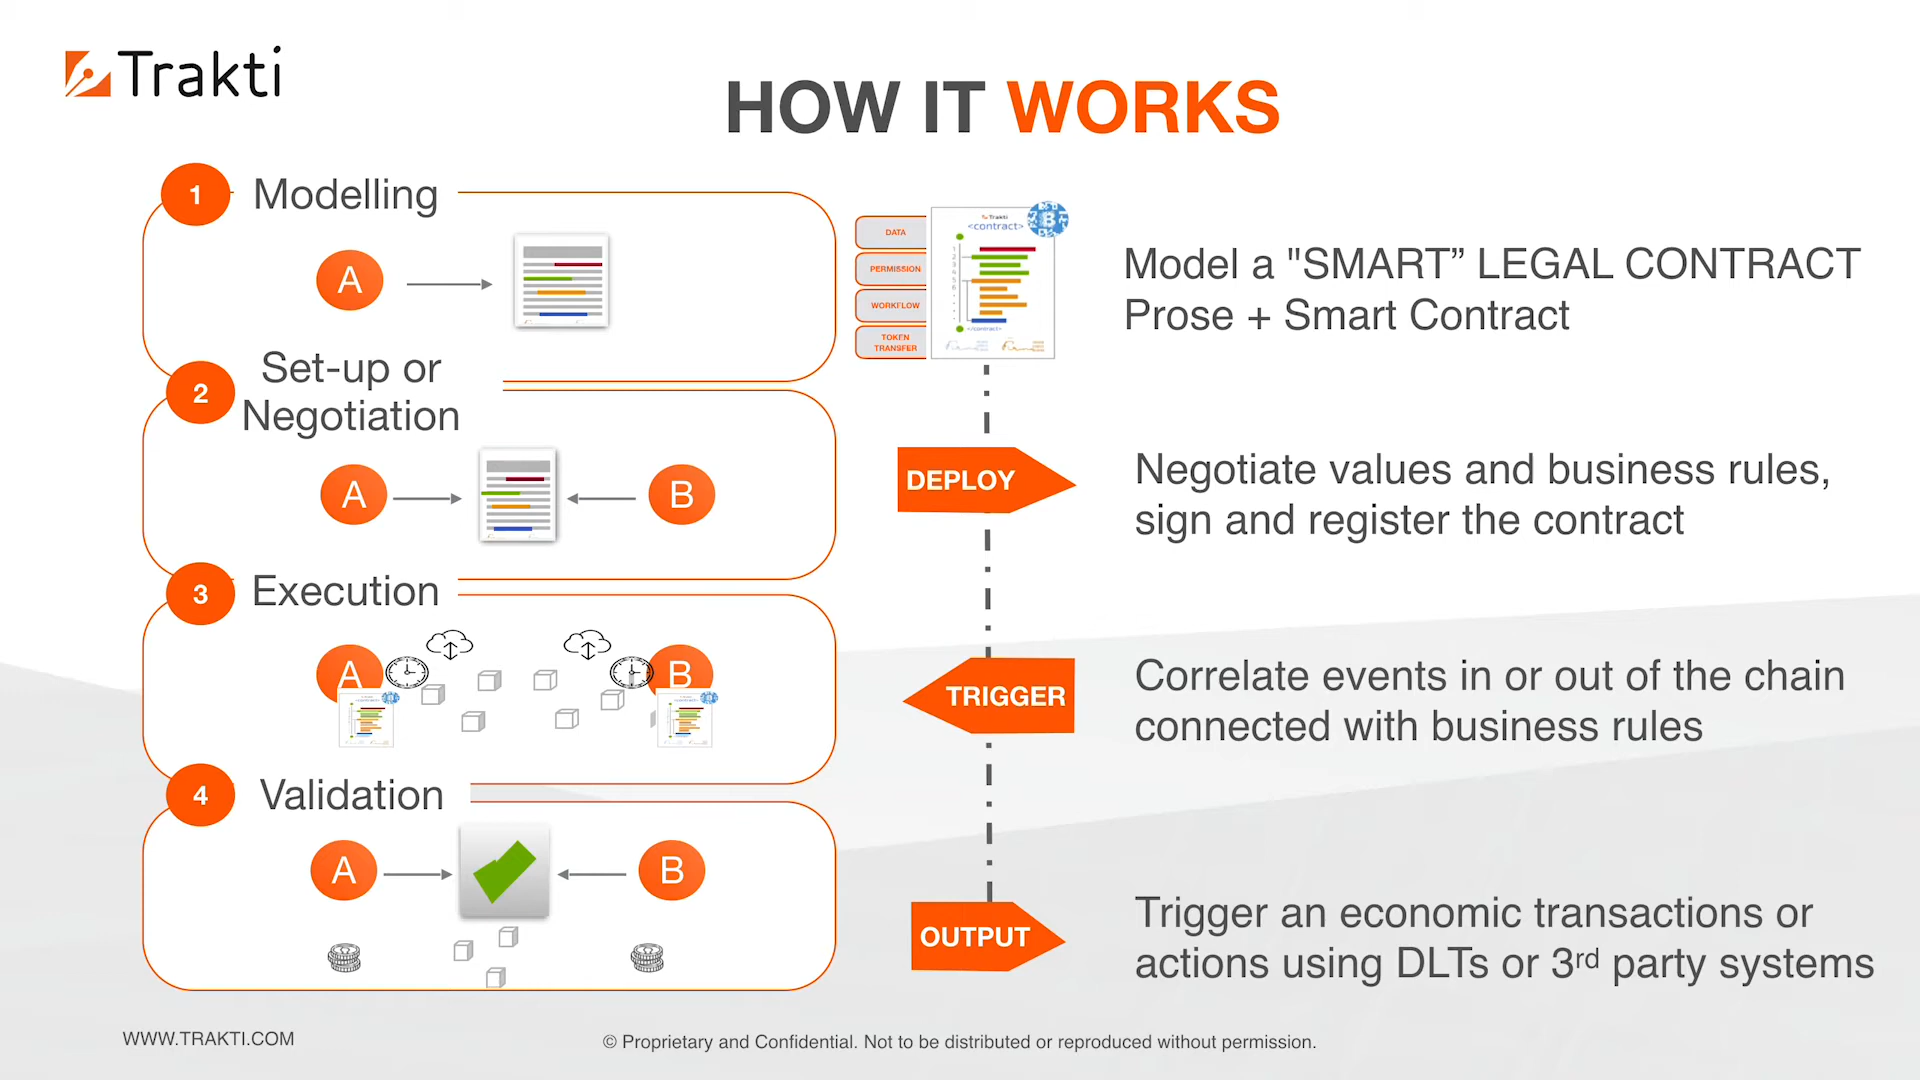 Trakti
HOW IT WORKS
1 Modelling
A
DATA
PERMISSION
WORKFLOW
TOKEN
TRANSFER
Trakti
<contract>
</contract>
Model a "SMART” LEGAL CONTRACT
Prose + Smart Contract
2 Set-up or
Negotiation
A
B
DEPLOY
Negotiate values and business rules,
sign and register the contract
3 Execution
A
B
TRIGGER
Correlate events in or out of the chain
connected with business rules
4 Validation
A
B
OUTPUT
Trigger an economic transactions or
actions using DLTs or 3rd party systems
WWW.TRAKTI.COM
© Proprietary and Confidential. Not to be distributed or reproduced without permission.